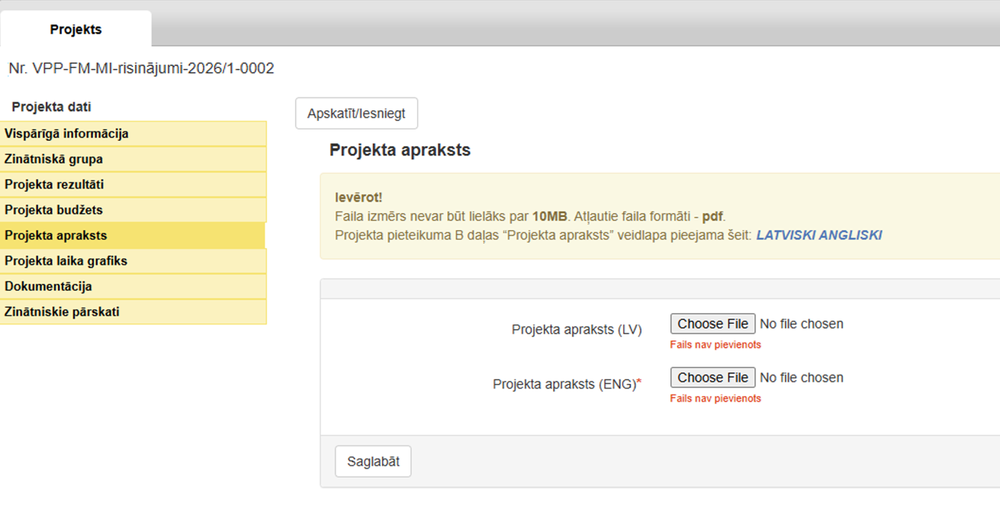 Projekts
Nr. VPP-FM-MI-risinājumi-2026/1-0002
Projekta dati
Vispārīgā informācija
Zinātniskā grupa
Projekta rezultāti
Projekta budžets
Projekta apraksts
Projekta laika grafiks
Dokumentācija
Zinātniskie pārskati
Apskatīt/Iesniegt
Projekta apraksts
Ievērot!
Faila izmērs nevar būt lielāks par 10MB. Atļautie faila formāti - pdf.
Projekta pieteikuma B daļas “Projekta apraksts” veidlapa pieejama šeit: LATVISKI ANGLISKI
Projekta apraksts (LV) Choose File No file chosen
Fails nav pievienots
Projekta apraksts (ENG)* Choose File No file chosen
Fails nav pievienots
Saglabāt